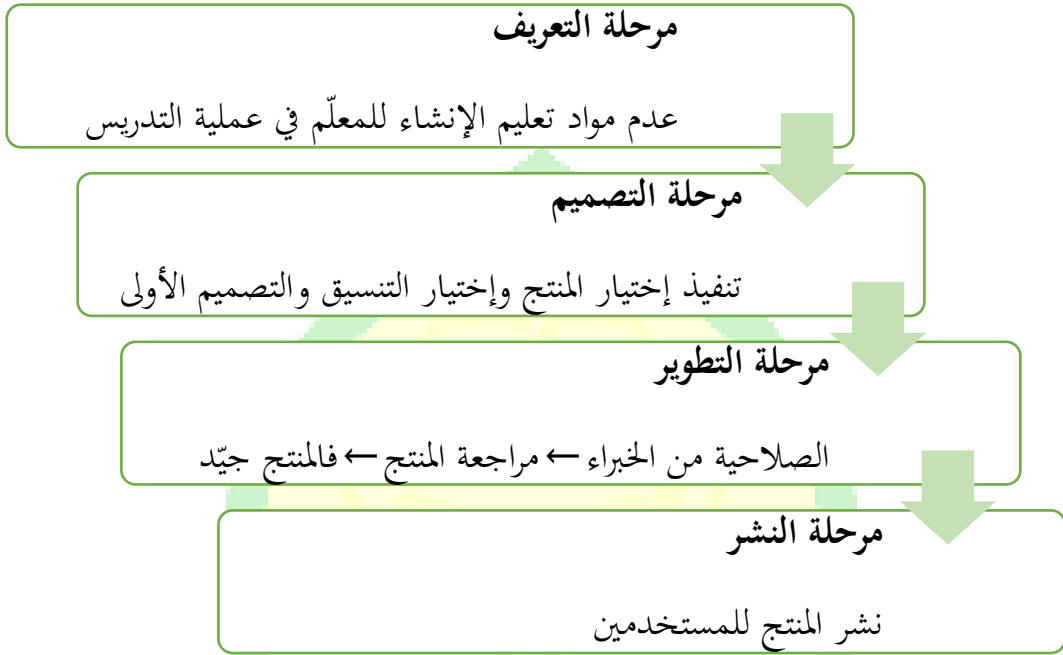 مرحلة التعريف
عدم مواد تعليم الإنشاء للمعلّم في عملية التدريس
مرحلة التصميم
تنفيذ إختيار المنتج وإختيار التنسيق والتصميم الأولى
مرحلة التطوير
الصلاحية من الخبراء ← مراجعة المنتج ← فالمنتج جيّد
مرحلة النشر
نشر المنتج للمستخدمين